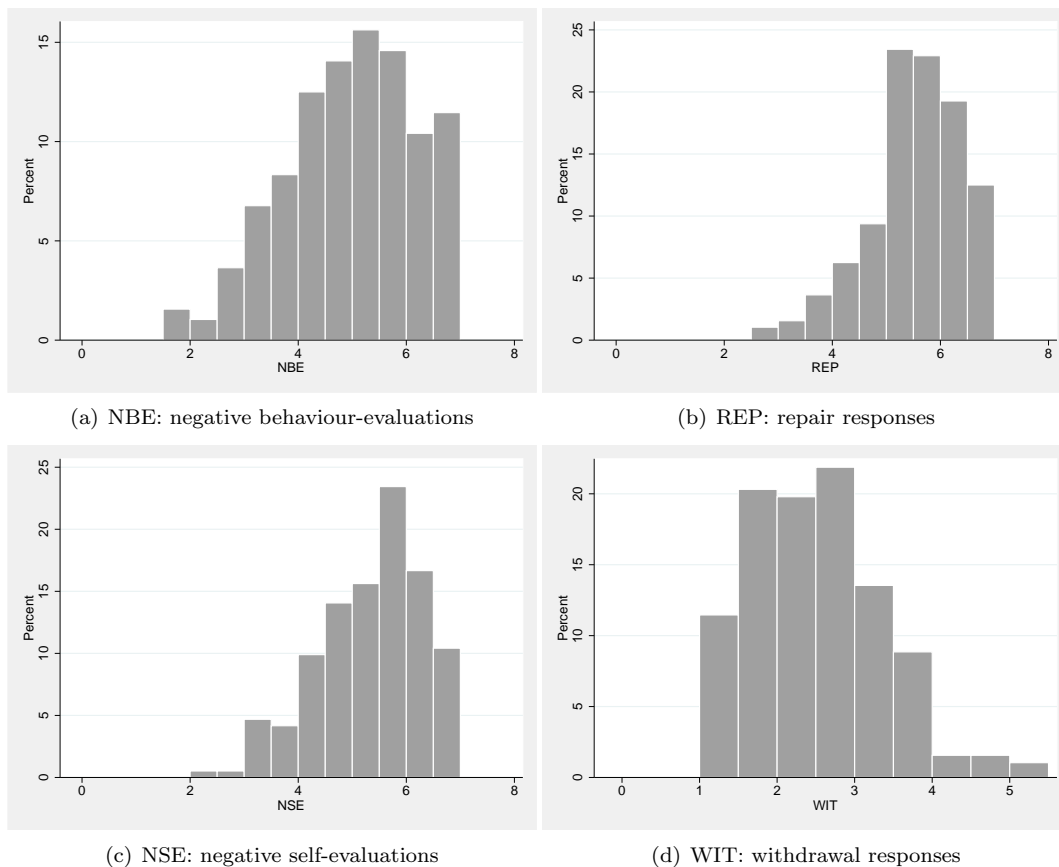 15
10
5
0
Percent
0 2 4 6 8
NBE
(a) NBE: negative behaviour-evaluations
25
20
15
10
5
0
Percent
0 2 4 6 8
REP
(b) REP: repair responses
25
20
15
10
5
0
Percent
0 2 4 6 8
NSE
(c) NSE: negative self-evaluations
20
15
10
5
0
Percent
0 1 2 3 4 5
WIT
(d) WIT: withdrawal responses